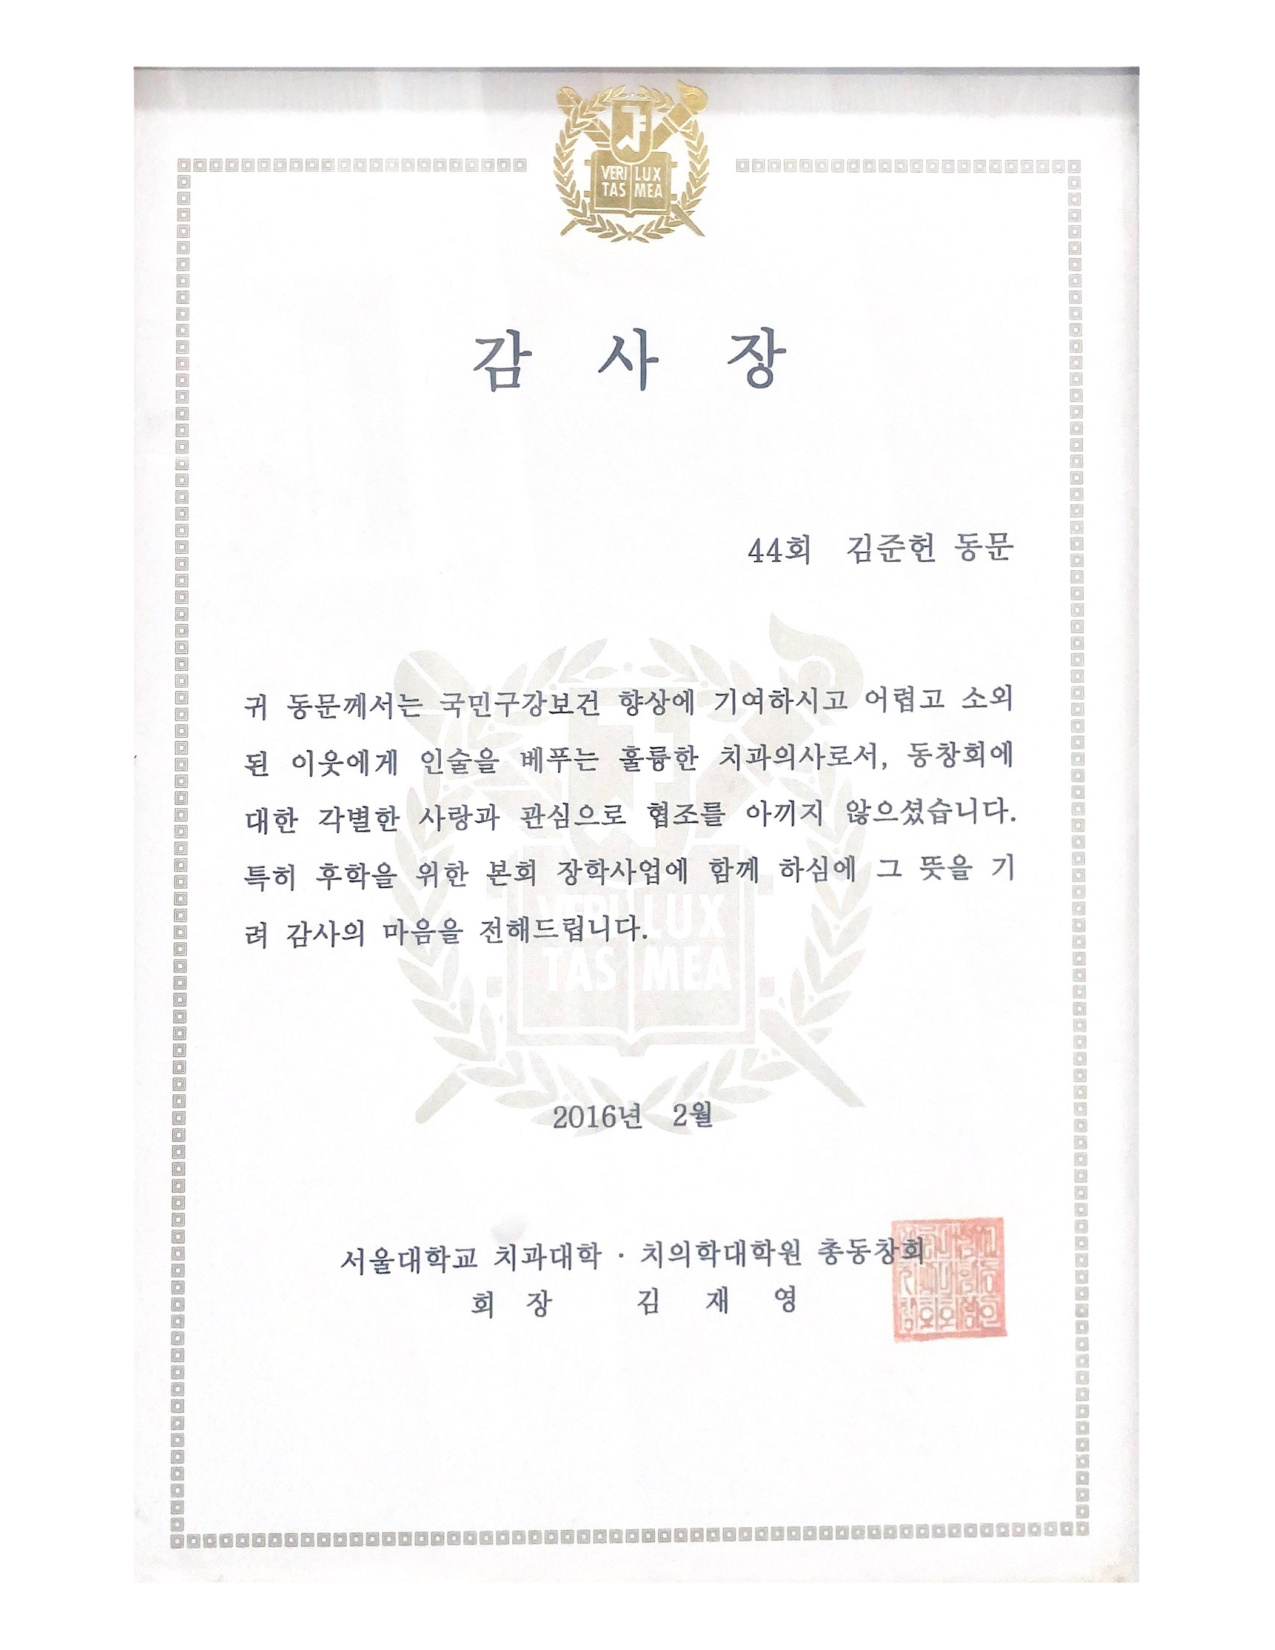 VERI LUX
TAS MEA
감 사 장
44회 김준헌 동문
귀 동문께서는 국민구강보건 향상에 기여하시고 어렵고 소외
된 이웃에게 인술을 베푸는 훌륭한 치과의사로서, 동창회에
대한 각별한 사랑과 관심으로 협조를 아끼지 않으셨습니다.
특히 후학을 위한 본회 장학사업에 함께 하심에 그 뜻을 기
려 감사의 마음을 전해드립니다.
VERI LUX
TAS MEA
2016년 2월
서울대학교 치과대학 · 치의학대학원 총동창회
회 장 김 재 영